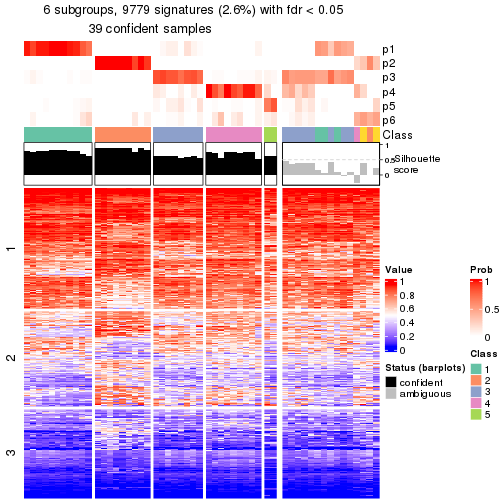 6 subgroups, 9779 signatures (2.6%) with fdr < 0.05
39 confident samples
p1
p2
p3
p4
p5
p6
Class
1
0.5
0
Silhouette
score
1
2
3
Value
1
0.8
0.6
0.4
0.2
0
Status (barplots)
confident
ambiguous
Prob
1
0.5
0
Class
1
2
3
4
5